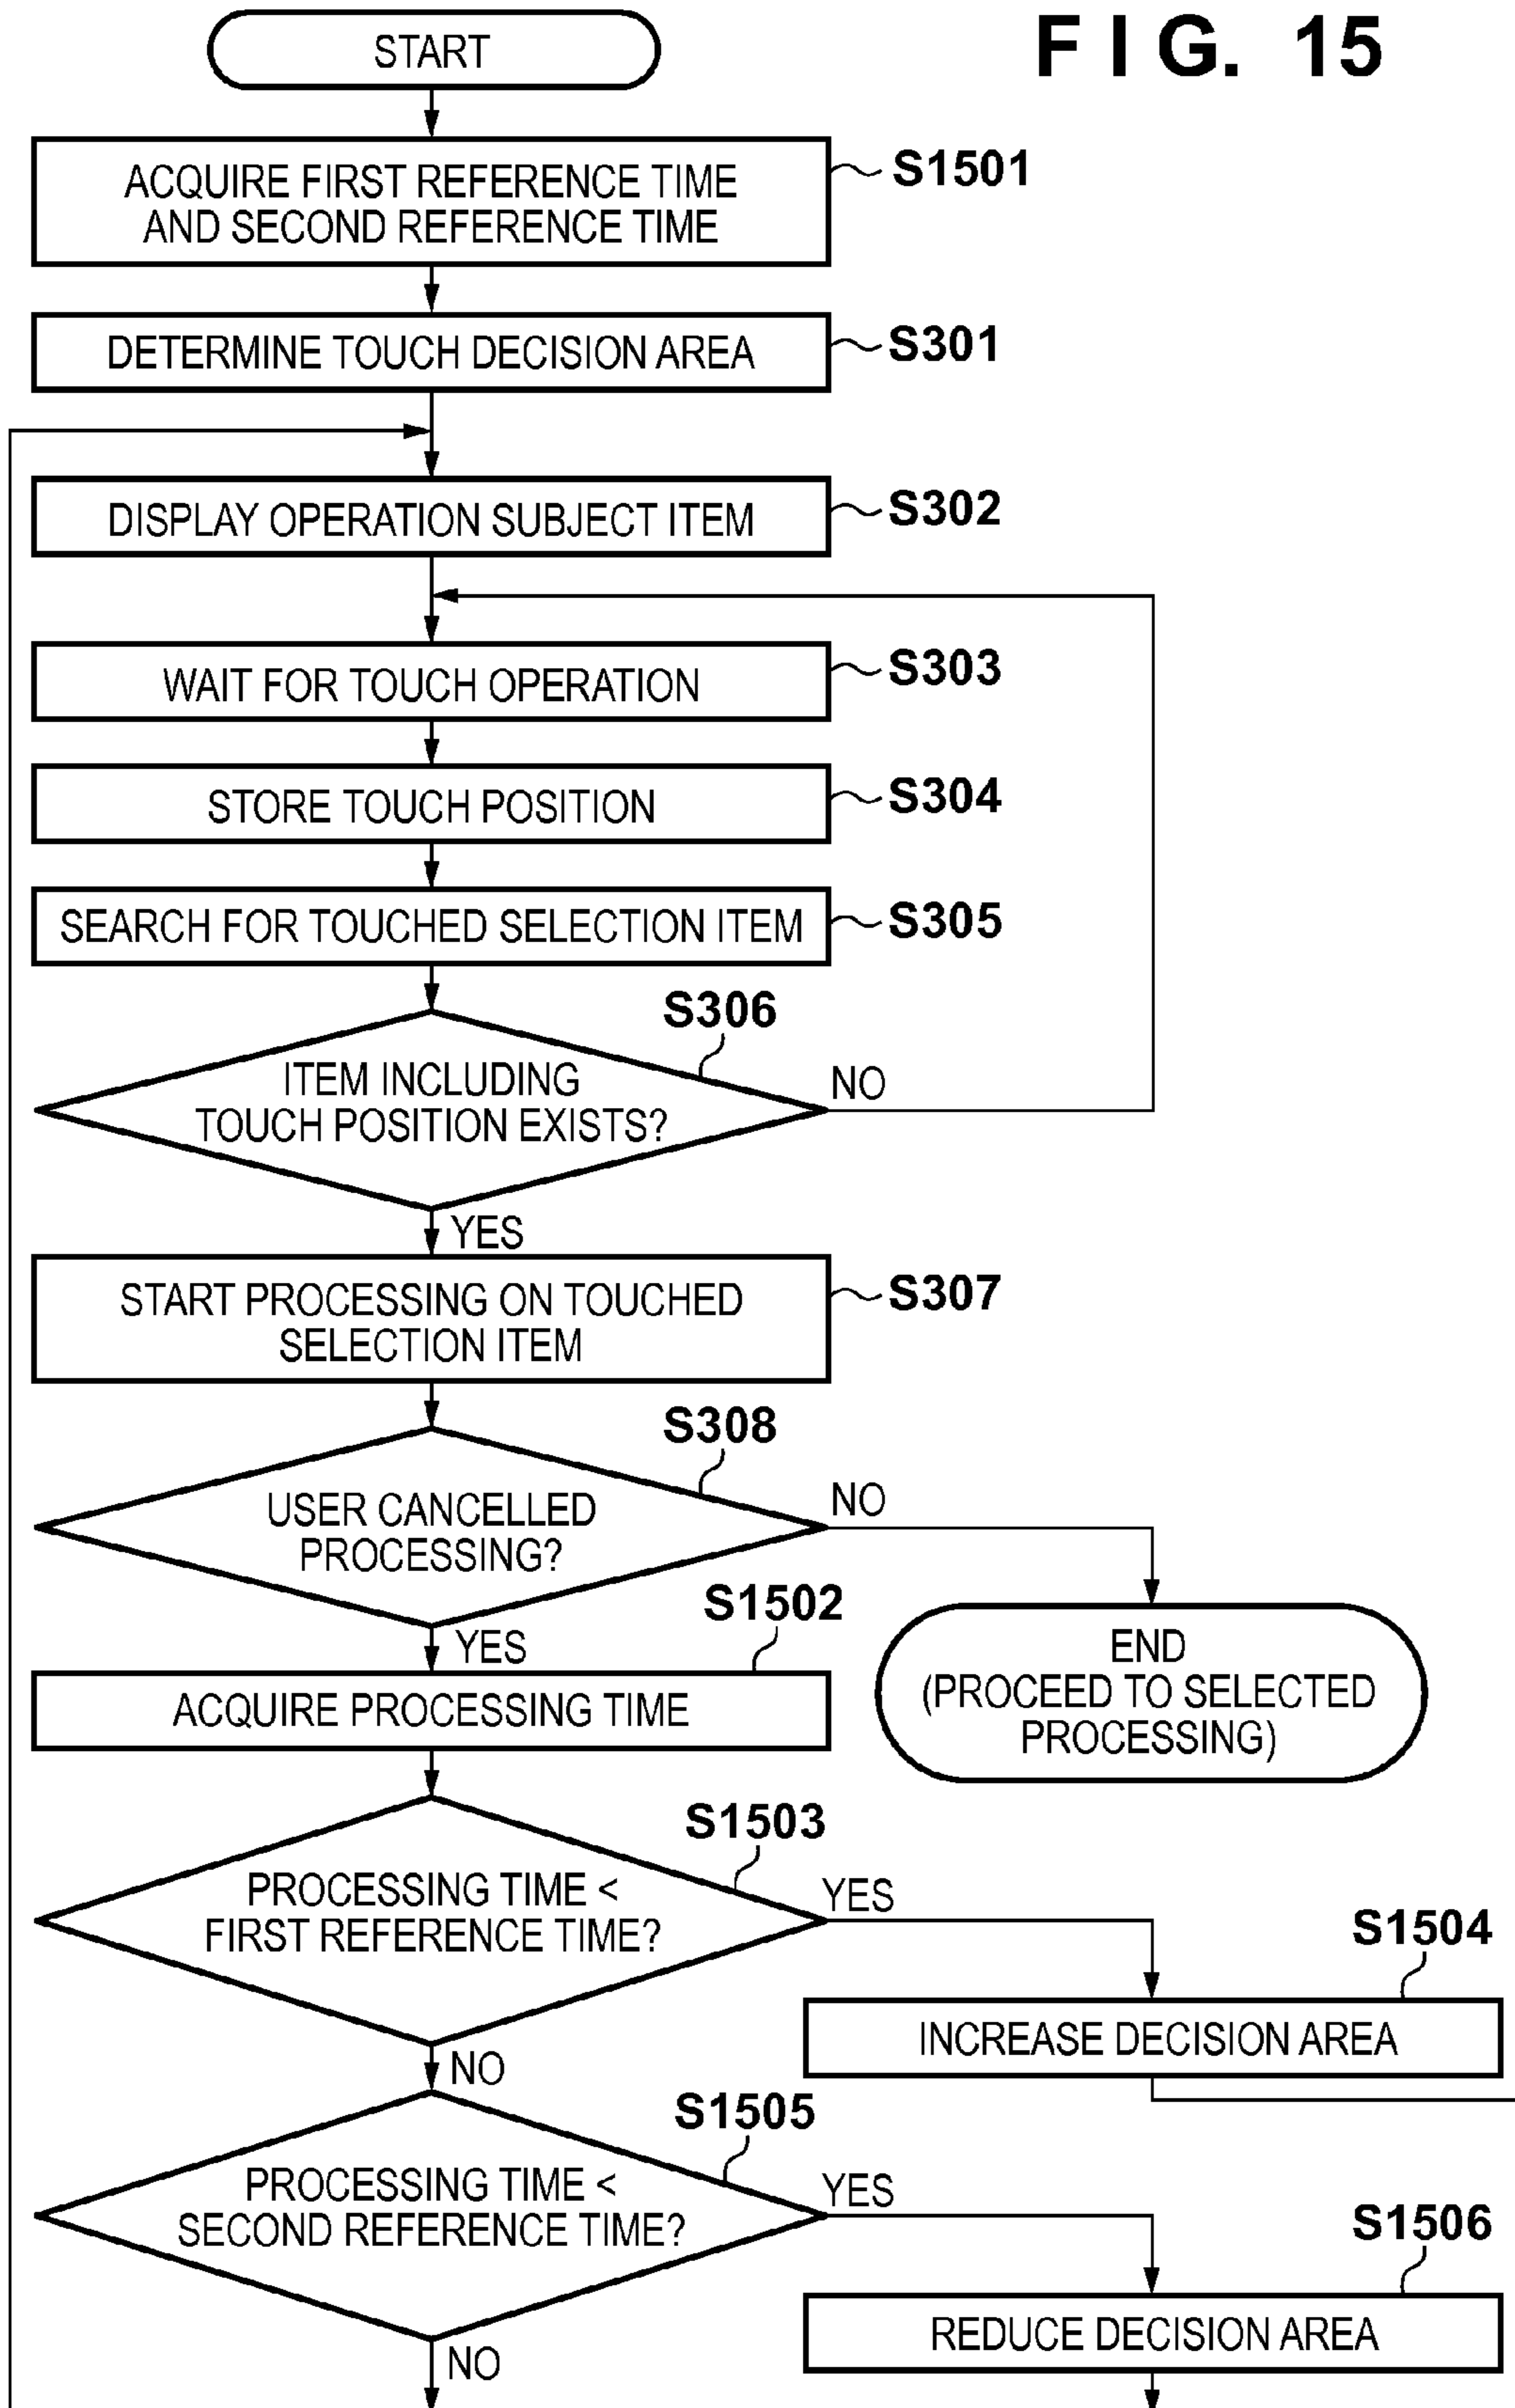 FIG. 15
START
ACQUIRE FIRST REFERENCE TIME
AND SECOND REFERENCE TIME
S1501
DETERMINE TOUCH DECISION AREA
S301
DISPLAY OPERATION SUBJECT ITEM
S302
WAIT FOR TOUCH OPERATION
S303
STORE TOUCH POSITION
S304
SEARCH FOR TOUCHED SELECTION ITEM
S305
S306
ITEM INCLUDING
TOUCH POSITION EXISTS?
NO
YES
START PROCESSING ON TOUCHED
SELECTION ITEM
S307
S308
USER CANCELLED
PROCESSING?
NO
YES
END
(PROCEED TO SELECTED
PROCESSING)
S1502
ACQUIRE PROCESSING TIME
S1503
PROCESSING TIME <
FIRST REFERENCE TIME?
YES
NO
S1504
INCREASE DECISION AREA
S1505
PROCESSING TIME <
SECOND REFERENCE TIME?
YES
NO
S1506
REDUCE DECISION AREA